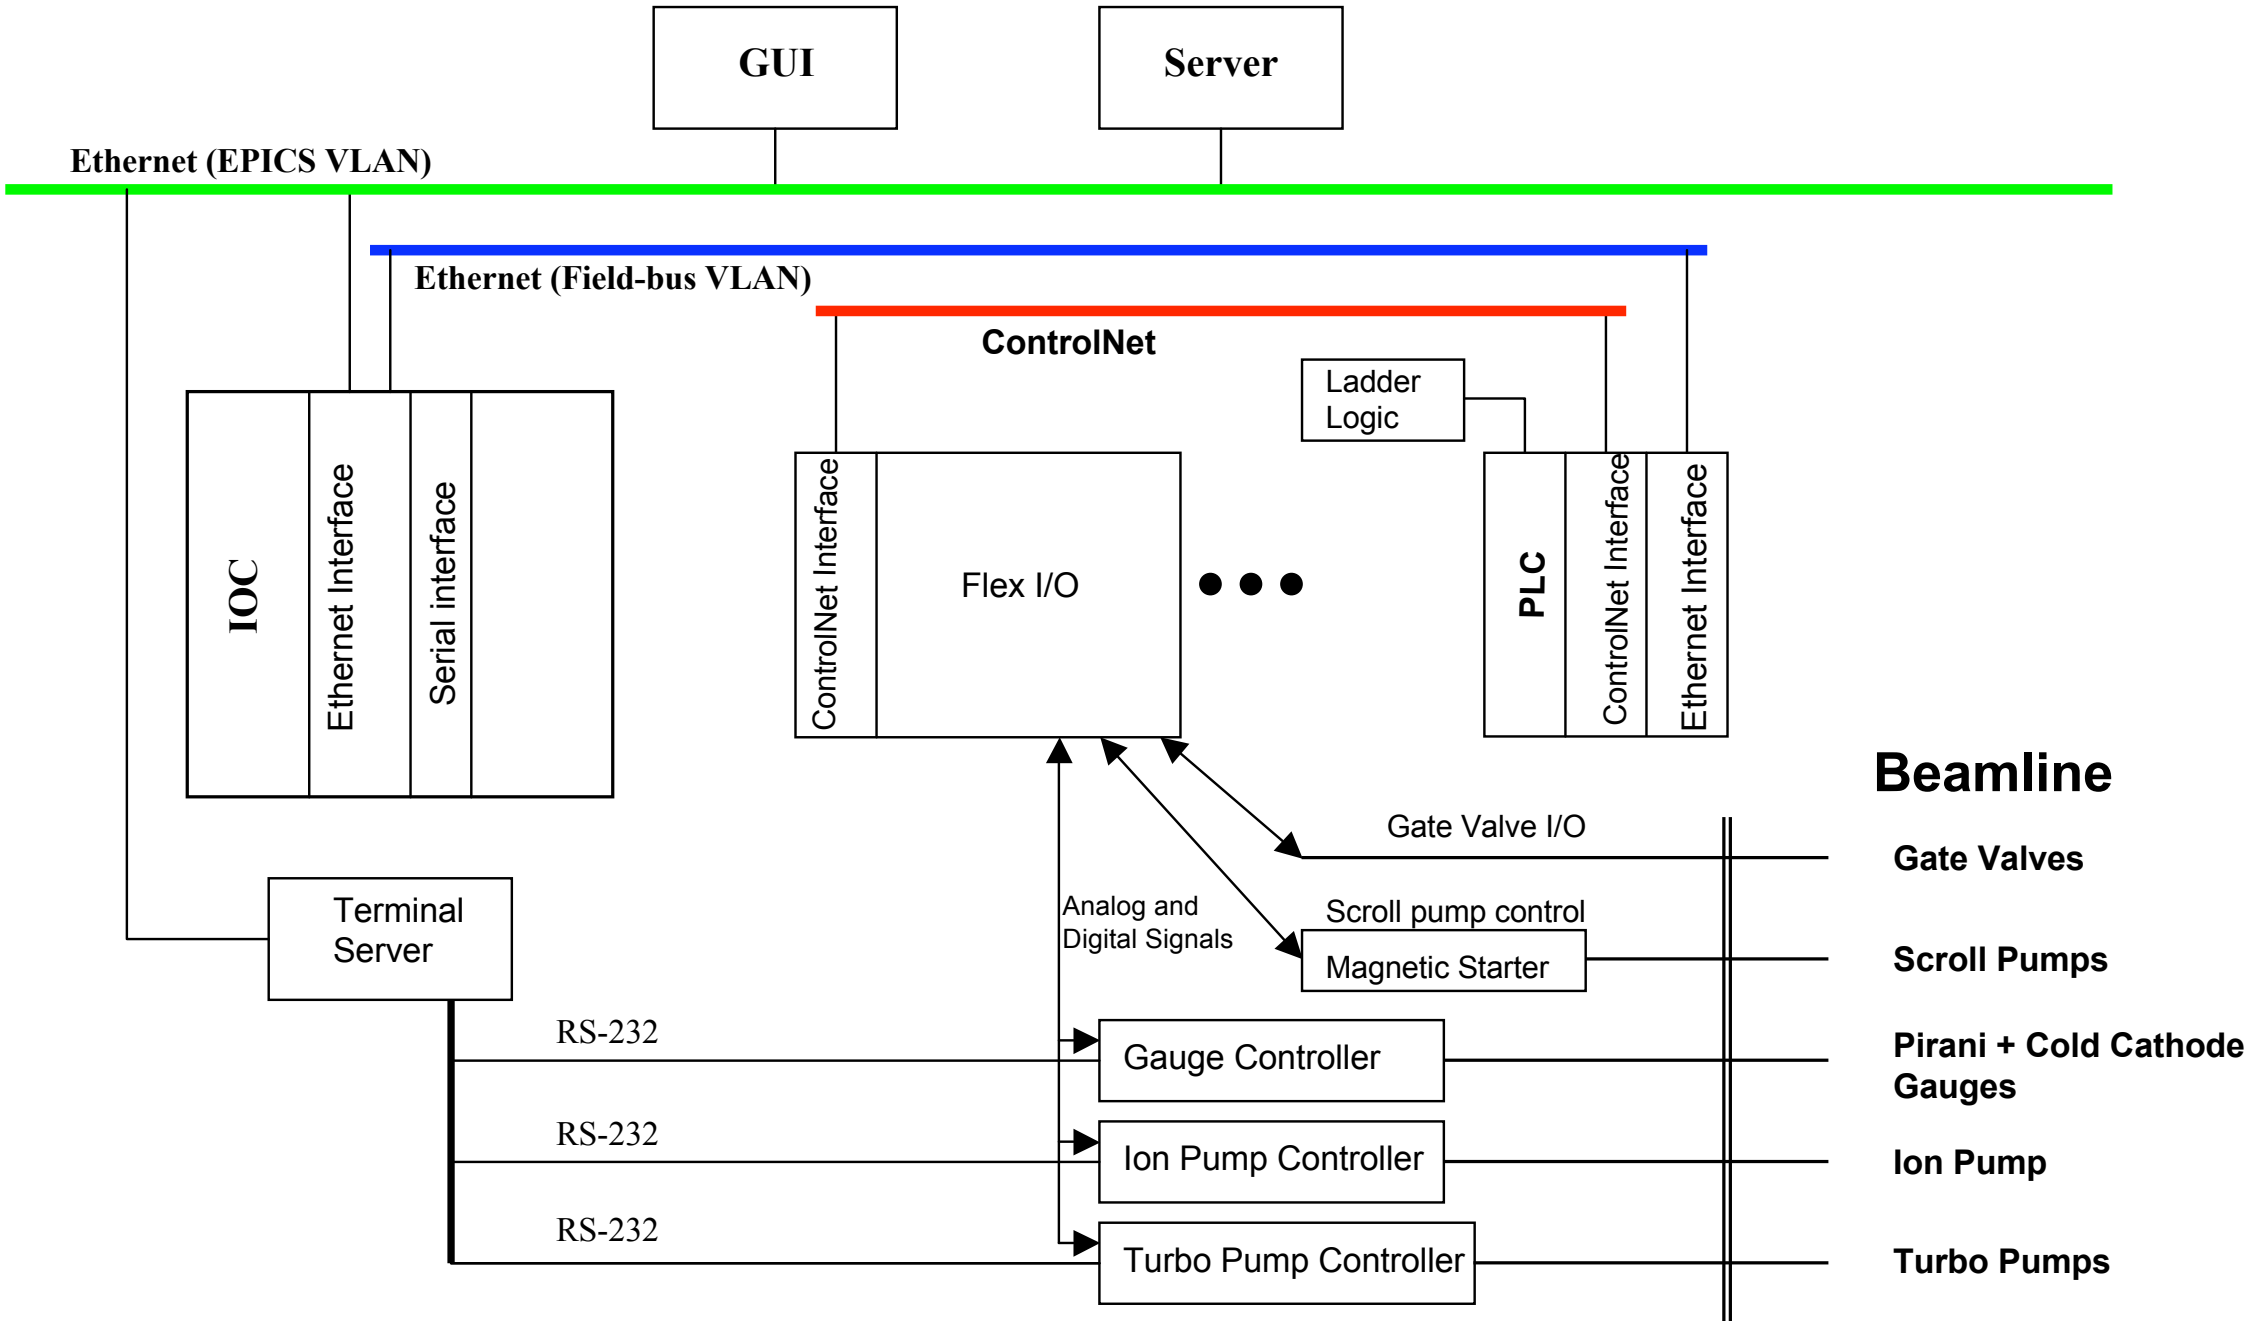 GUI
Server
Ethernet (EPICS VLAN)
Ethernet (Field-bus VLAN)
ControlNet
Ladder
Logic
IOC
Ethernet Interface
Serial interface
ControlNet Interface
Flex I/O
PLC
ControlNet Interface
Ethernet Interface
Beamline
Gate Valve I/O
Gate Valves
Terminal
Server
Analog and
Digital Signals
Scroll pump control
Magnetic Starter
Scroll Pumps
RS-232
Gauge Controller
Pirani + Cold Cathode
Gauges
RS-232
Ion Pump Controller
Ion Pump
RS-232
Turbo Pump Controller
Turbo Pumps